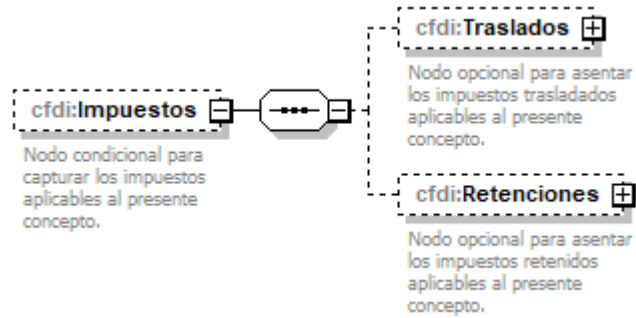 cfdi:Traslados
Nodo opcional para asentar
los impuestos trasladados
aplicables al presente
concepto.
cfdi:Impuestos
Nodo condicional para
capturar los impuestos
aplicables al presente
concepto.
cfdi:Retenciones
Nodo opcional para asentar
los impuestos retenidos
aplicables al presente
concepto.